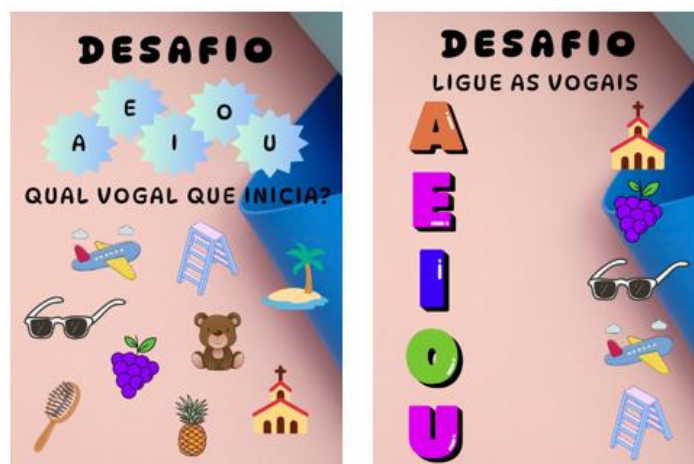 DESAFIO
E
O
A
I
U
QUAL VOGAL QUE INICIA?
DESAFIO
LIGUE AS VOGAIS
A
E
I
O
U